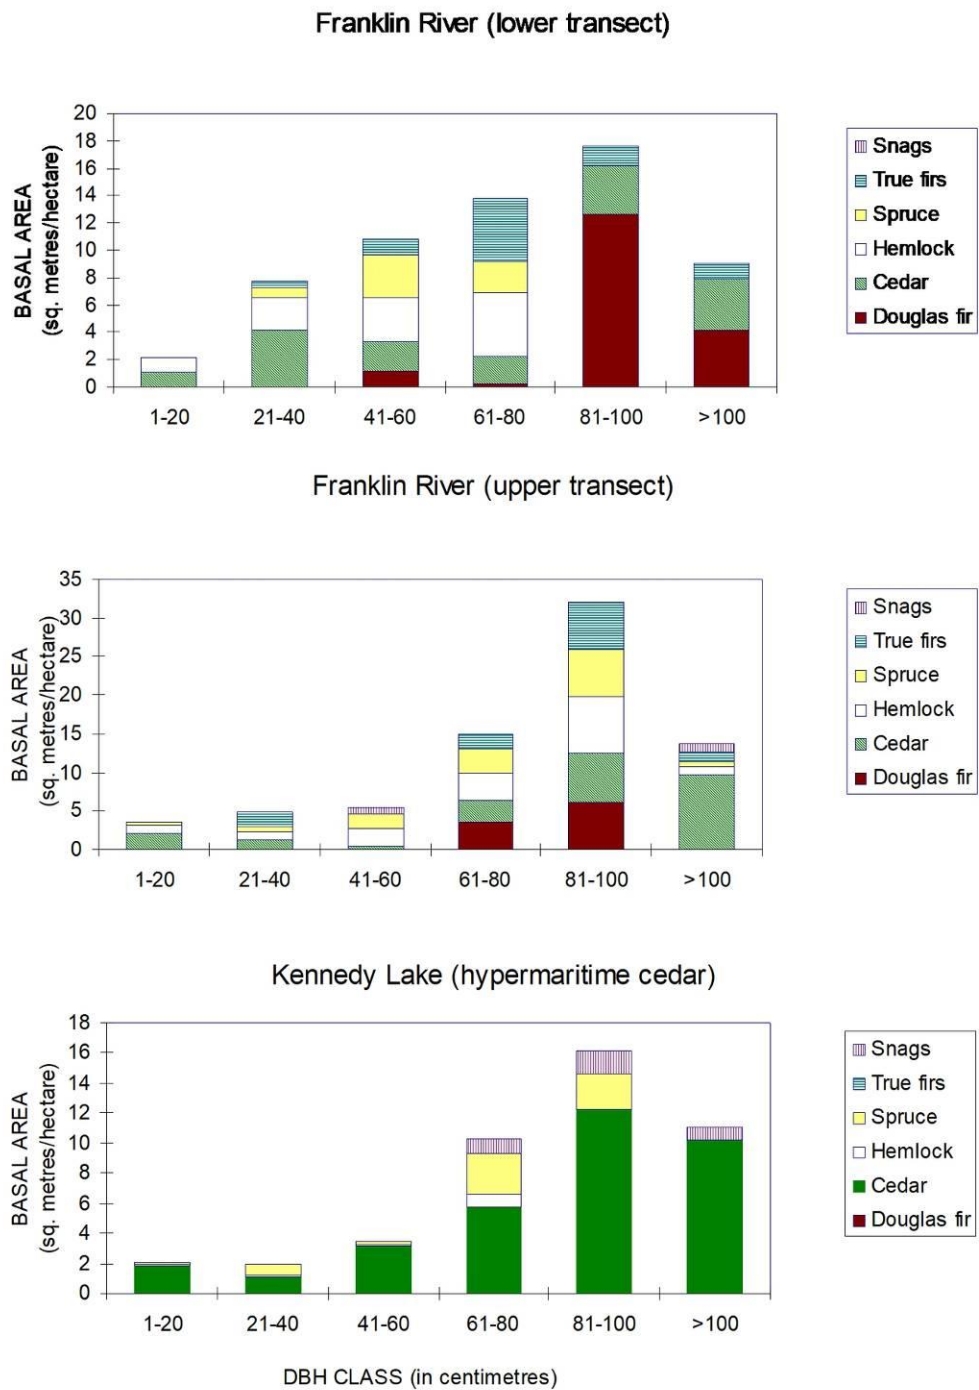 Franklin River (lower transect)
BASAL AREA
(sq. metres/hectare)
20
18
16
14
12
10
8
6
4
2
0
1-20 21-40 41-60 61-80 81-100 >100
Snags
True firs
Spruce
Hemlock
Cedar
Douglas fir
Franklin River (upper transect)
BASAL AREA
(sq. metres/hectare)
35
30
25
20
15
10
5
0
1-20 21-40 41-60 61-80 81-100 >100
Snags
True firs
Spruce
Hemlock
Cedar
Douglas fir
Kennedy Lake (hypermaritime cedar)
BASAL AREA
(sq. metres/hectare)
18
16
14
12
10
8
6
4
2
0
1-20 21-40 41-60 61-80 81-100 >100
Snags
True firs
Spruce
Hemlock
Cedar
Douglas fir
DBH CLASS (in centimetres)